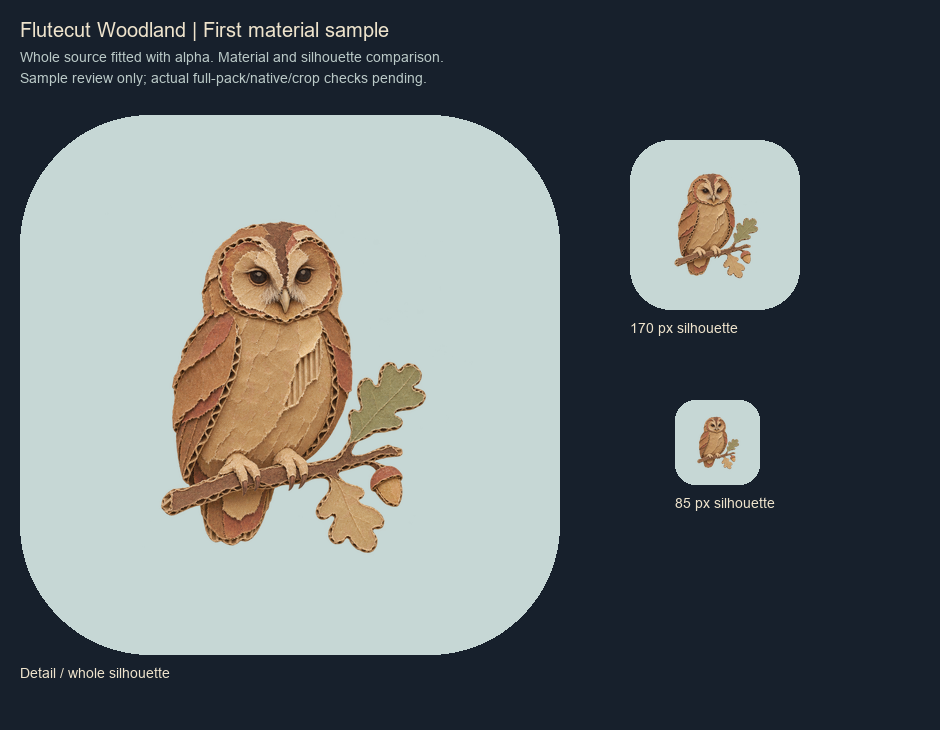 Flutecut Woodland | First material sample
Whole source fitted with alpha. Material and silhouette comparison.
Sample review only; actual full-pack/native/crop checks pending.
170 px silhouette
85 px silhouette
Detail / whole silhouette